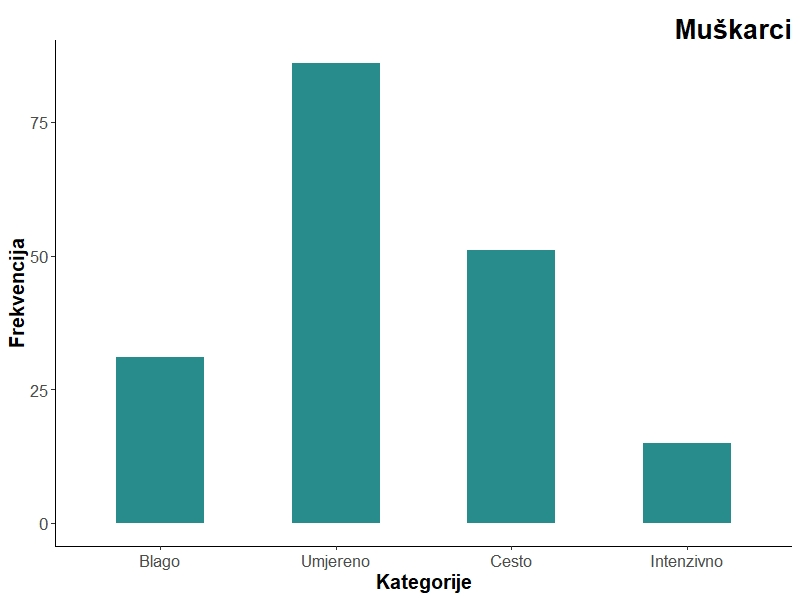 Muškarci
Frekvencija
75
50
25
0
Blago Umjereno Cesto Intenzivno
Kategorije